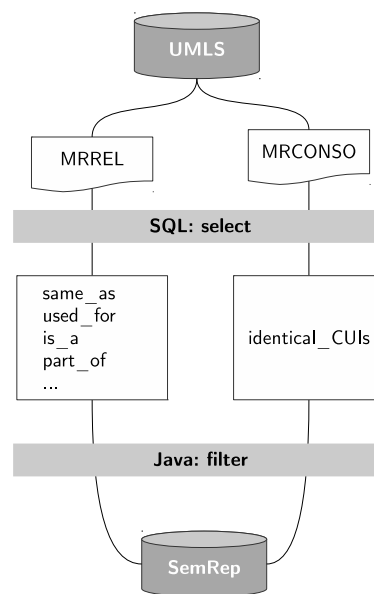 UMLS
MRREL
MRCONSO
SQL: select
same_as
used_for
is_a
part_of
...
identical_CUIs
Java: filter
SemRep